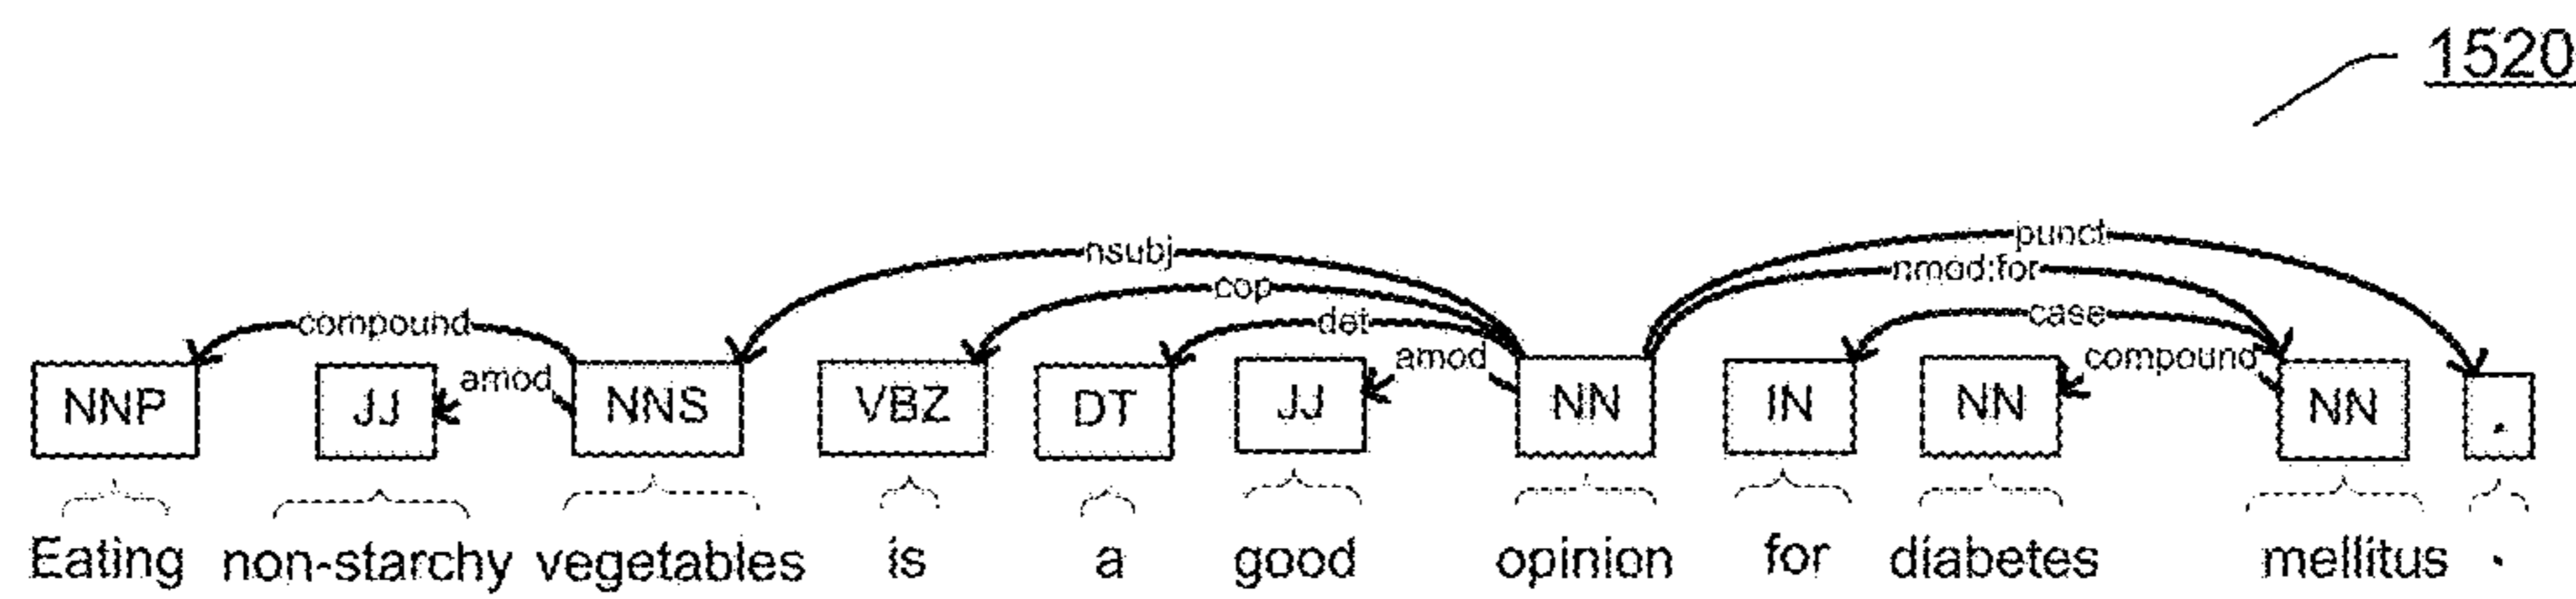 1520
punct
nsubj
nmod:for
cop
compound det case
amod amod compound
NNP JJ NNS VBZ DT JJ NN IN NN NN .
Eating non-starchy vegetables is a good opinion for diabetes mellitus .